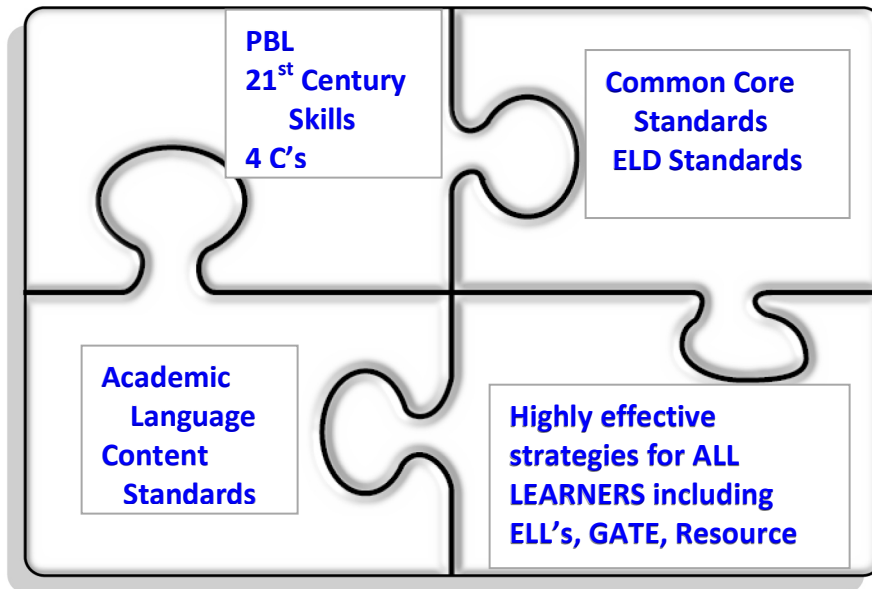 PBL
21st Century
Skills
4 C's
Common Core
Standards
ELD Standards
Academic
Language
Content
Standards
Highly effective
strategies for ALL
LEARNERS including
ELL's, GATE, Resource